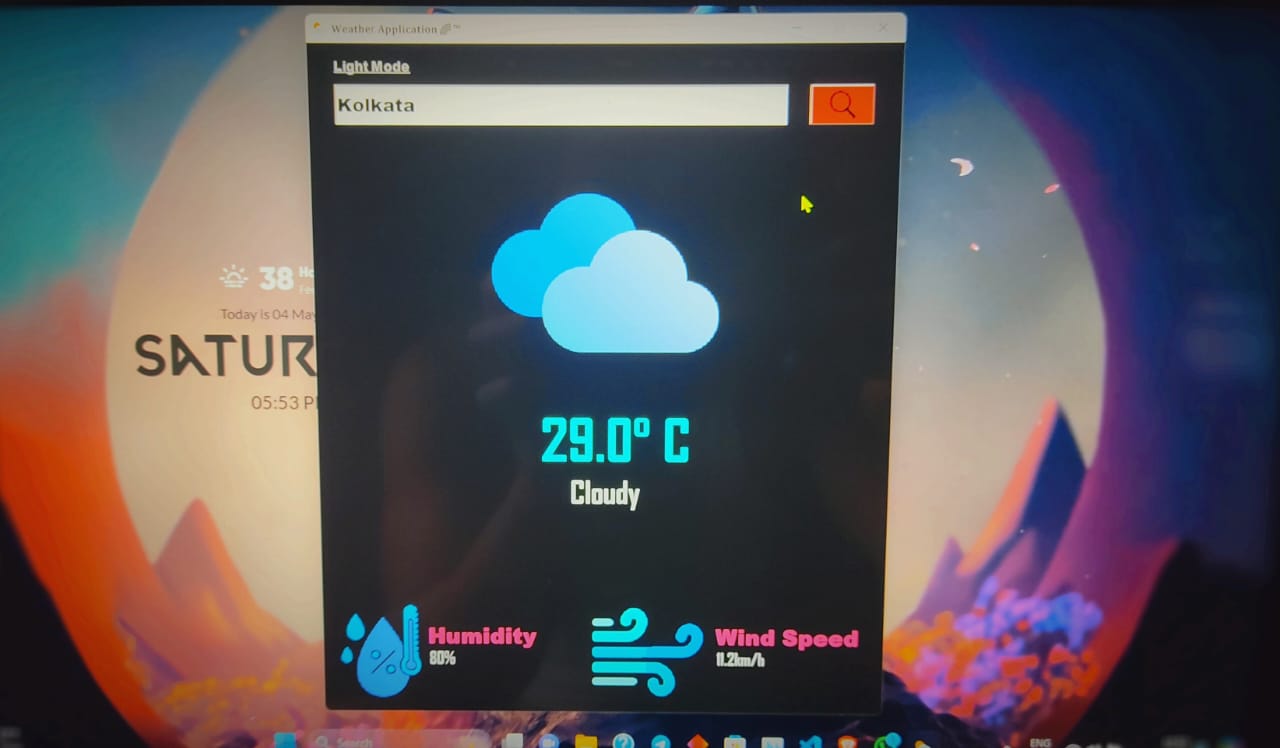 Weather Application
Light Mode
Kolkata
38
Today is 04 May
SATUR
05:53 P
29.0° C
Cloudy
Humidity
80%
Wind Speed
11.2km/h
Search
ENG